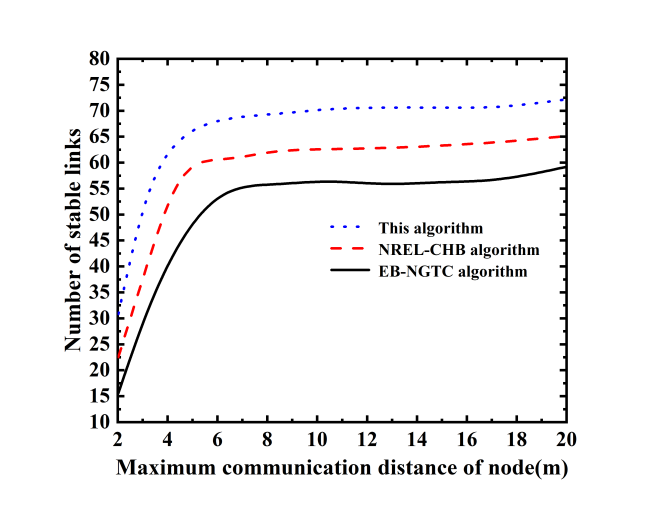 80
75
70
65
60
55
50
45
40
35
30
25
20
15
10
Number of stable links
This algorithm
NREL-CHB algorithm
EB-NGTC algorithm
2 4 6 8 10 12 14 16 18 20
Maximum communication distance of node(m)